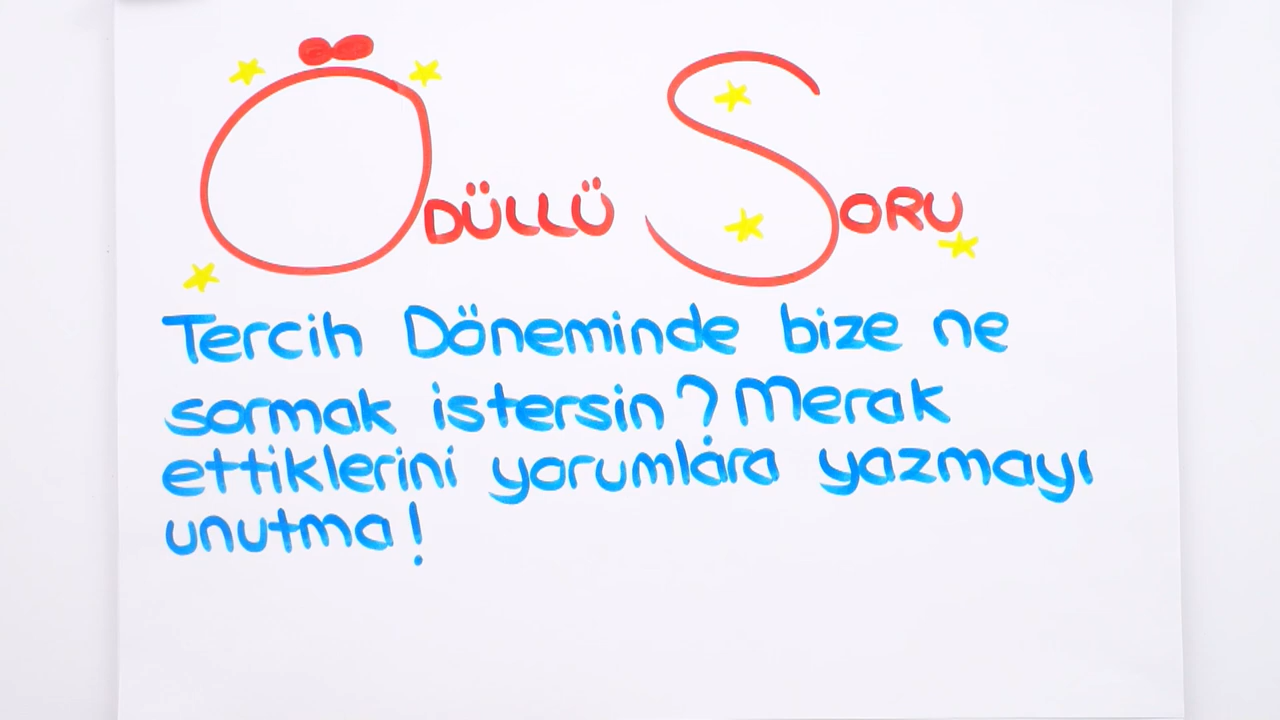 ÖDÜLLÜ SORU
Tercih Döneminde bize ne
sormak istersin? Merak
ettiklerini yorumlara yazmayı
unutma!